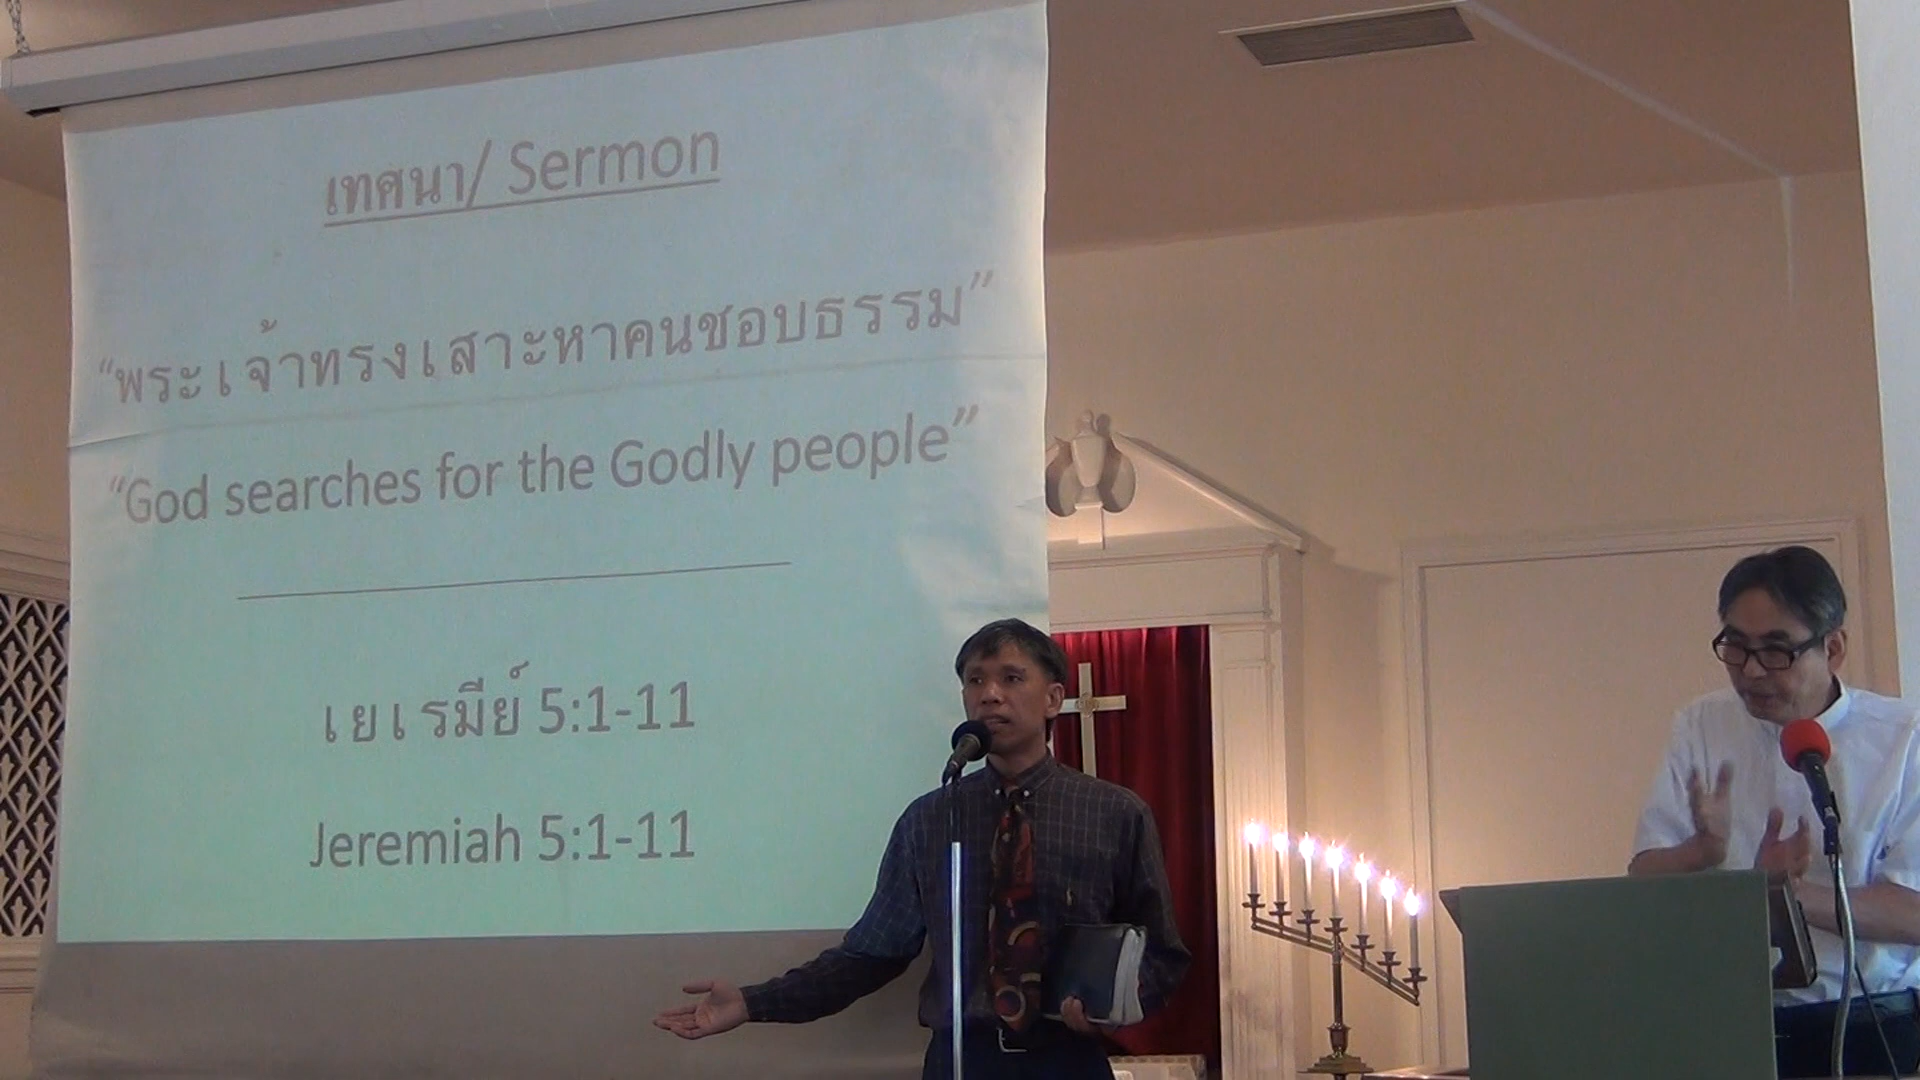 เทศนา/ Sermon
“พระเจ้าทรงเสาะหาคนชอบธรรม”
“God searches for the Godly people”
เยเรมีย์ 5:1-11
Jeremiah 5:1-11